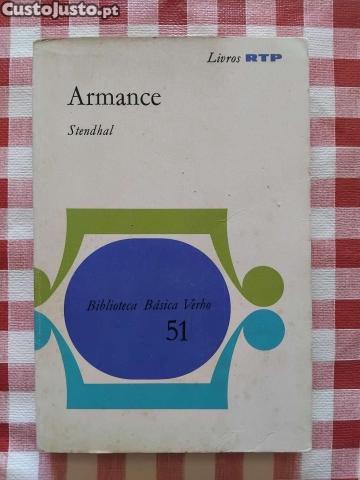 CustoJusto.pt
Livros RTP
Armance
Stendhal
Biblioteca Básica Verbo
51